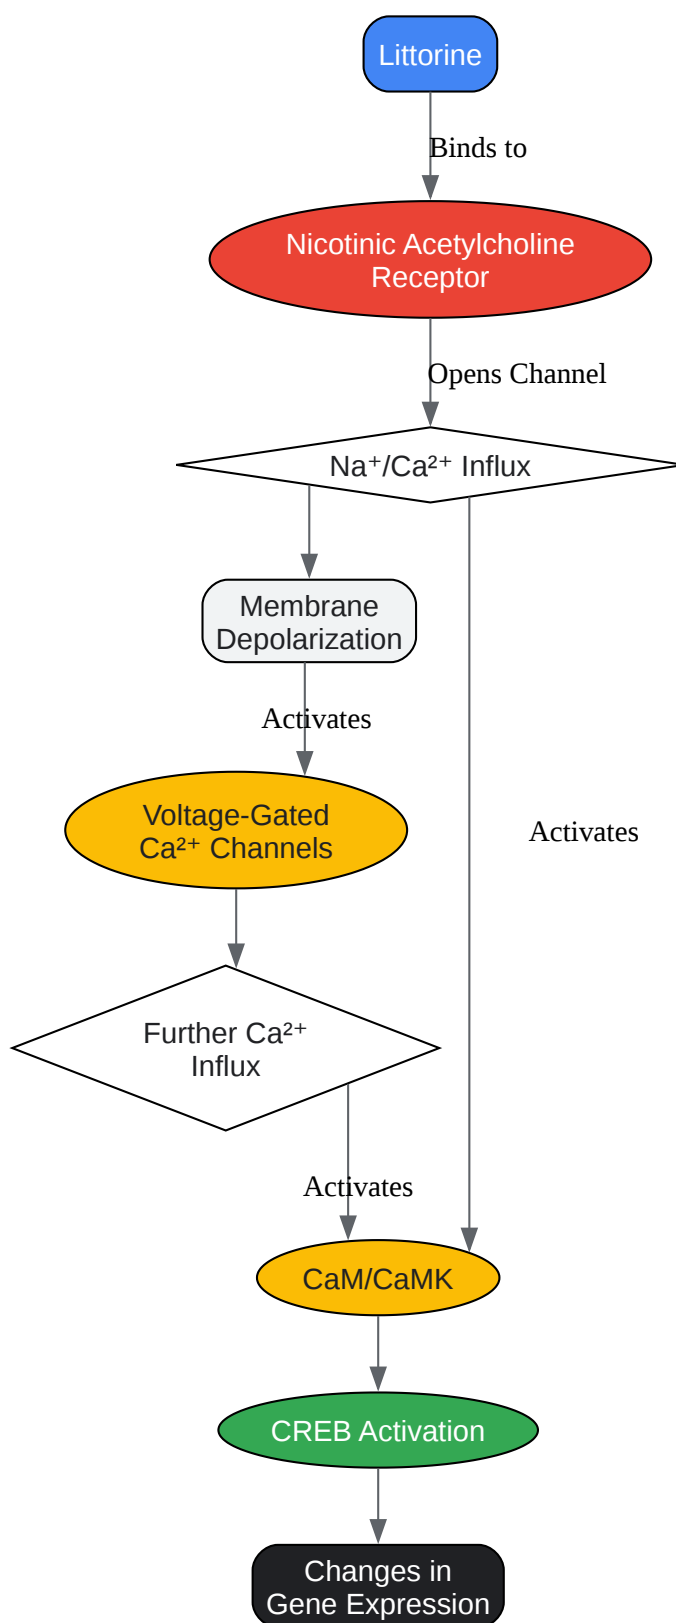 Littorine
Binds to
Nicotinic Acetylcholine
Receptor
Opens Channel
Na⁺/Ca²⁺ Influx
Membrane
Depolarization
Activates
Voltage-Gated
Ca²⁺ Channels
Activates
Further Ca²⁺
Influx
Activates
CaM/CaMK
CREB Activation
Changes in
Gene Expression